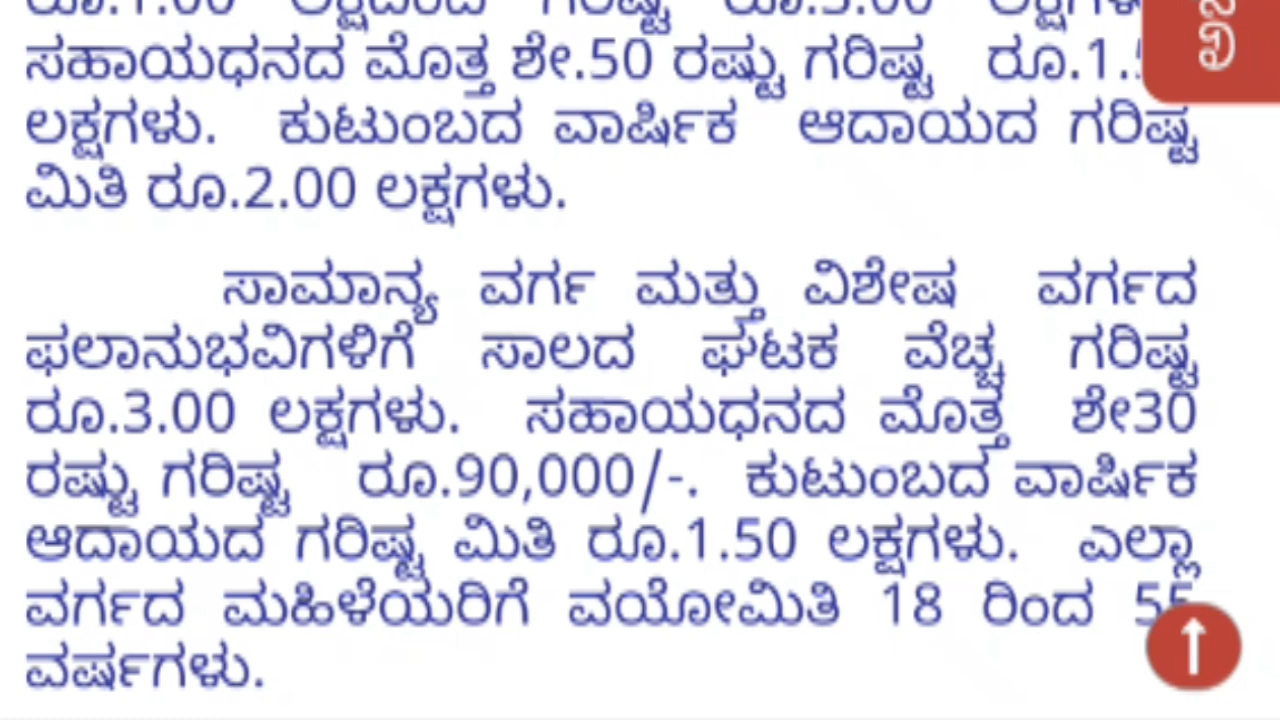 ಸಹಾಯಧನದ ಮೊತ್ತ ಶೇ.50 ರಷ್ಟು ಗರಿಷ್ಟ ರೂ.1.5
ಲಕ್ಷಗಳು. ಕುಟುಂಬದ ವಾರ್ಷಿಕ ಆದಾಯದ ಗರಿಷ್ಟ
ಮಿತಿ ರೂ.2.00 ಲಕ್ಷಗಳು.
ಸಾಮಾನ್ಯ ವರ್ಗ ಮತ್ತು ವಿಶೇಷ ವರ್ಗದ
ಫಲಾನುಭವಿಗಳಿಗೆ ಸಾಲದ ಘಟಕ ವೆಚ್ಚ ಗರಿಷ್ಟ
ರೂ.3.00 ಲಕ್ಷಗಳು. ಸಹಾಯಧನದ ಮೊತ್ತ ಶೇ30
ರಷ್ಟು ಗರಿಷ್ಟ ರೂ.90,000/-. ಕುಟುಂಬದ ವಾರ್ಷಿಕ
ಆದಾಯದ ಗರಿಷ್ಟ ಮಿತಿ ರೂ.1.50 ಲಕ್ಷಗಳು. ಎಲ್ಲಾ
ವರ್ಗದ ಮಹಿಳೆಯರಿಗೆ ವಯೋಮಿತಿ 18 ರಿಂದ 55
ವರ್ಷಗಳು.